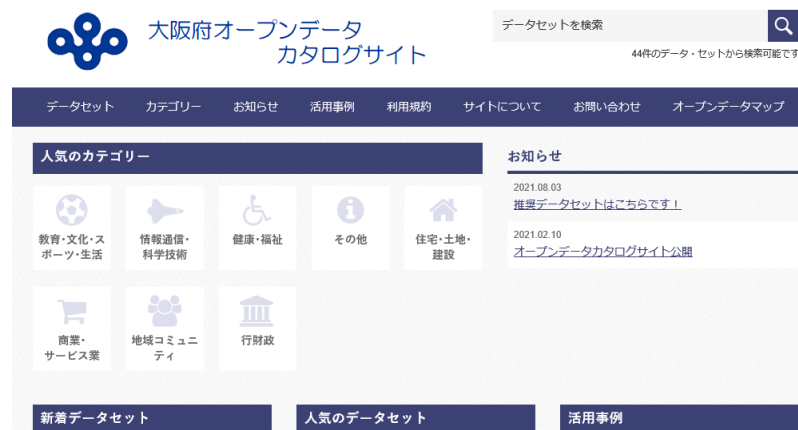 大阪府オープンデータ
カタログサイト
データセットを検索
44件のデータ・セットから検索可能です
データセット
カテゴリー
お知らせ
活用事例
利用規約
サイトについて
お問い合わせ
オープンデータマップ
人気のカテゴリー
教育・文化・ス
ポーツ・生活
情報通信・
科学技術
健康・福祉
その他
住宅・土地・
建設
商業・
サービス業
地域コミュニ
ティ
行財政
お知らせ
2021.08.03
推奨データセットはこちらです！
2021.02.10
オープンデータカタログサイト公開
新着データセット
人気のデータセット
活用事例